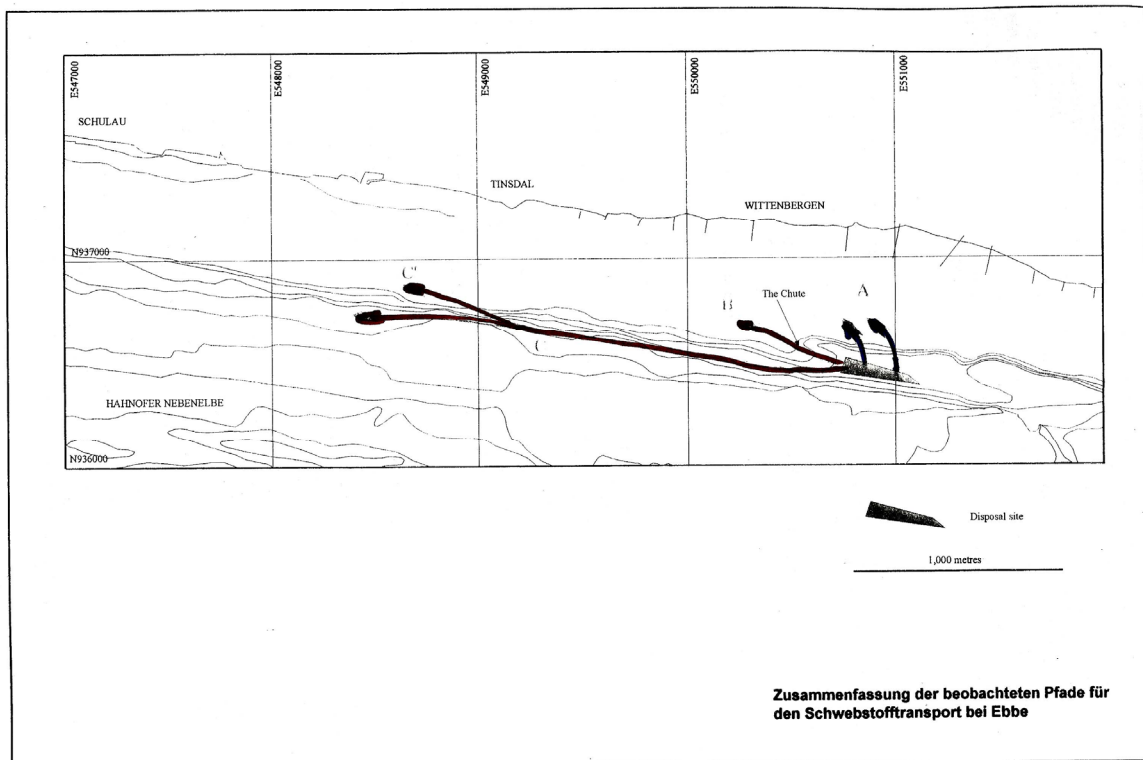 E547000
E548000
E549000
E550000
E551000
SCHULAU
TINSDAL
WITTENBERGEN
N937000
C'
The Chute
A
B
C
HAHNOFER NEBENELBE
N936000
Disposal site
1,000 metres
Zusammenfassung der beobachteten Pfade für
den Schwebstofftransport bei Ebbe